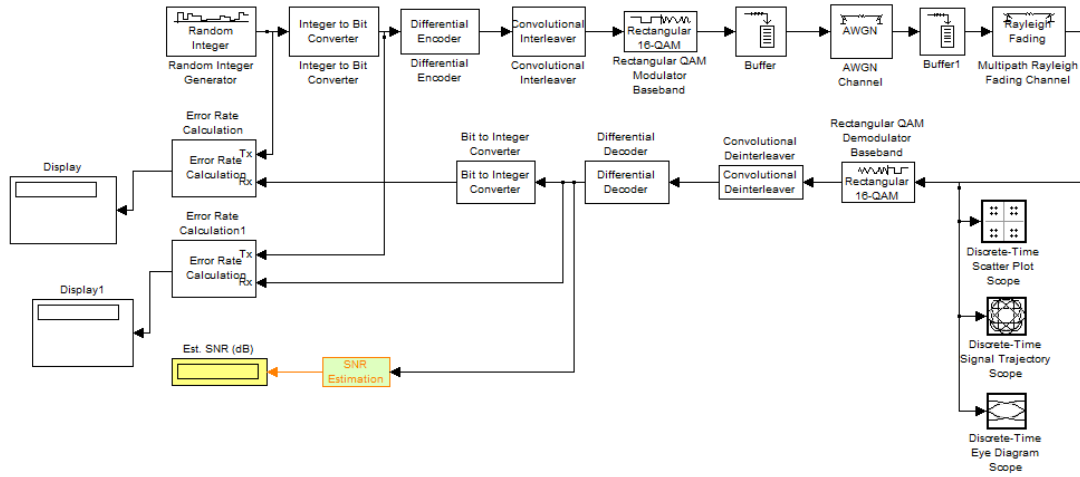 Random
Integer
Random Integer
Generator
Integer to Bit
Converter
Integer to Bit
Converter
Differential
Encoder
Differential
Encoder
Convolutional
Interleaver
Convolutional
Interleaver
Rectangular
16-QAM
Rectangular QAM
Modulator
Baseband
Buffer
AWGN
AWGN
Channel
Buffer1
Rayleigh
Fading
Multipath Rayleigh
Fading Channel
Error Rate
Calculation
Error Rate
Calculation
Tx
Rx
Display
Bit to Integer
Converter
Bit to Integer
Converter
Differential
Decoder
Differential
Decoder
Convolutional
Deinterleaver
Convolutional
Deinterleaver
Rectangular QAM
Demodulator
Baseband
Rectangular
16-QAM
Error Rate
Calculation1
Error Rate
Calculation
Tx
Rx
Display1
Discrete-Time
Scatter Plot
Scope
Discrete-Time
Signal Trajectory
Scope
Est. SNR (dB)
SNR
Estimation
Discrete-Time
Eye Diagram
Scope